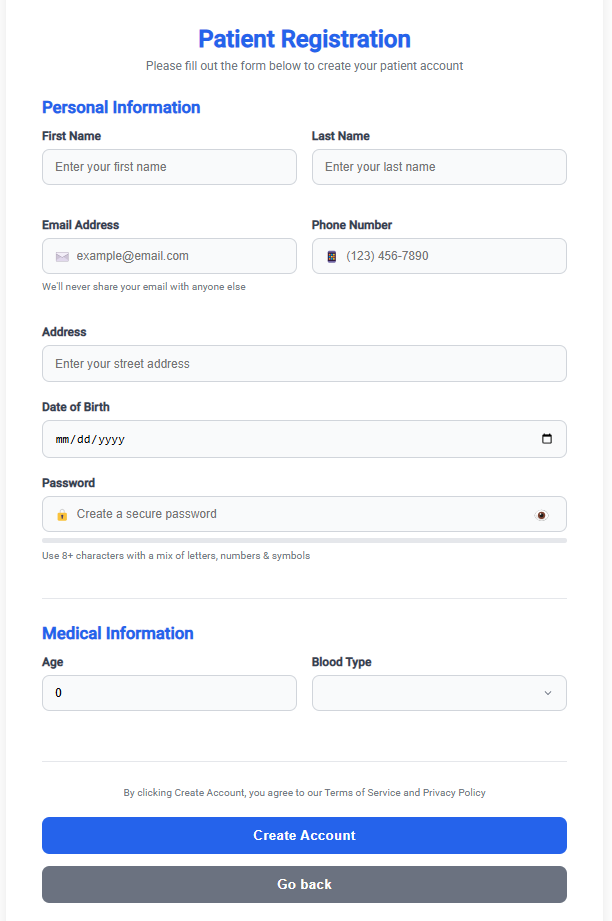 Patient Registration
Please fill out the form below to create your patient account
Personal Information
First Name
Last Name
Enter your first name
Enter your last name
Email Address
Phone Number
example@email.com
(123) 456-7890
We'll never share your email with anyone else
Address
Enter your street address
Date of Birth
mm/dd/yyyy
Password
Create a secure password
Use 8+ characters with a mix of letters, numbers & symbols
Medical Information
Age
Blood Type
0
By clicking Create Account, you agree to our Terms of Service and Privacy Policy
Create Account
Go back